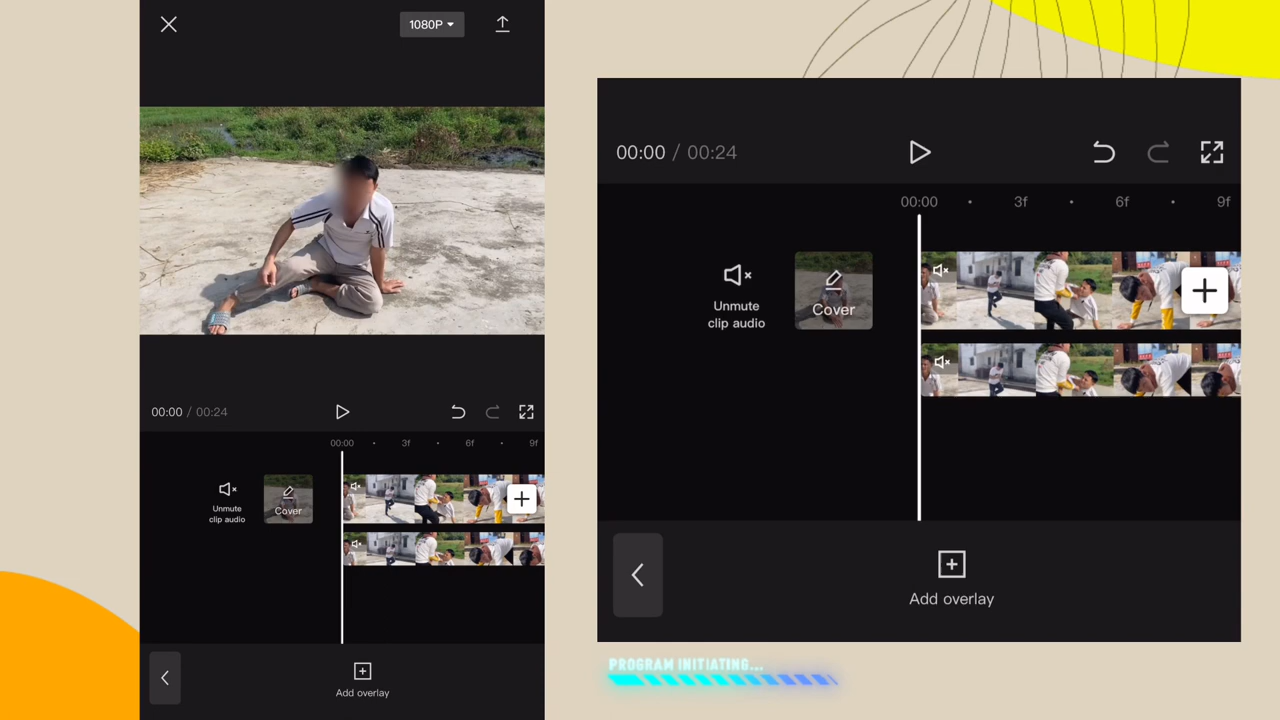 1080P
00:00 / 00:24
00:00 3f 6f 9f
Unmute
clip audio
Cover
Add overlay
00:00 / 00:24
00:00 3f 6f 9f
Unmute
clip audio
Cover
Add overlay
PROGRAM INITIATING...